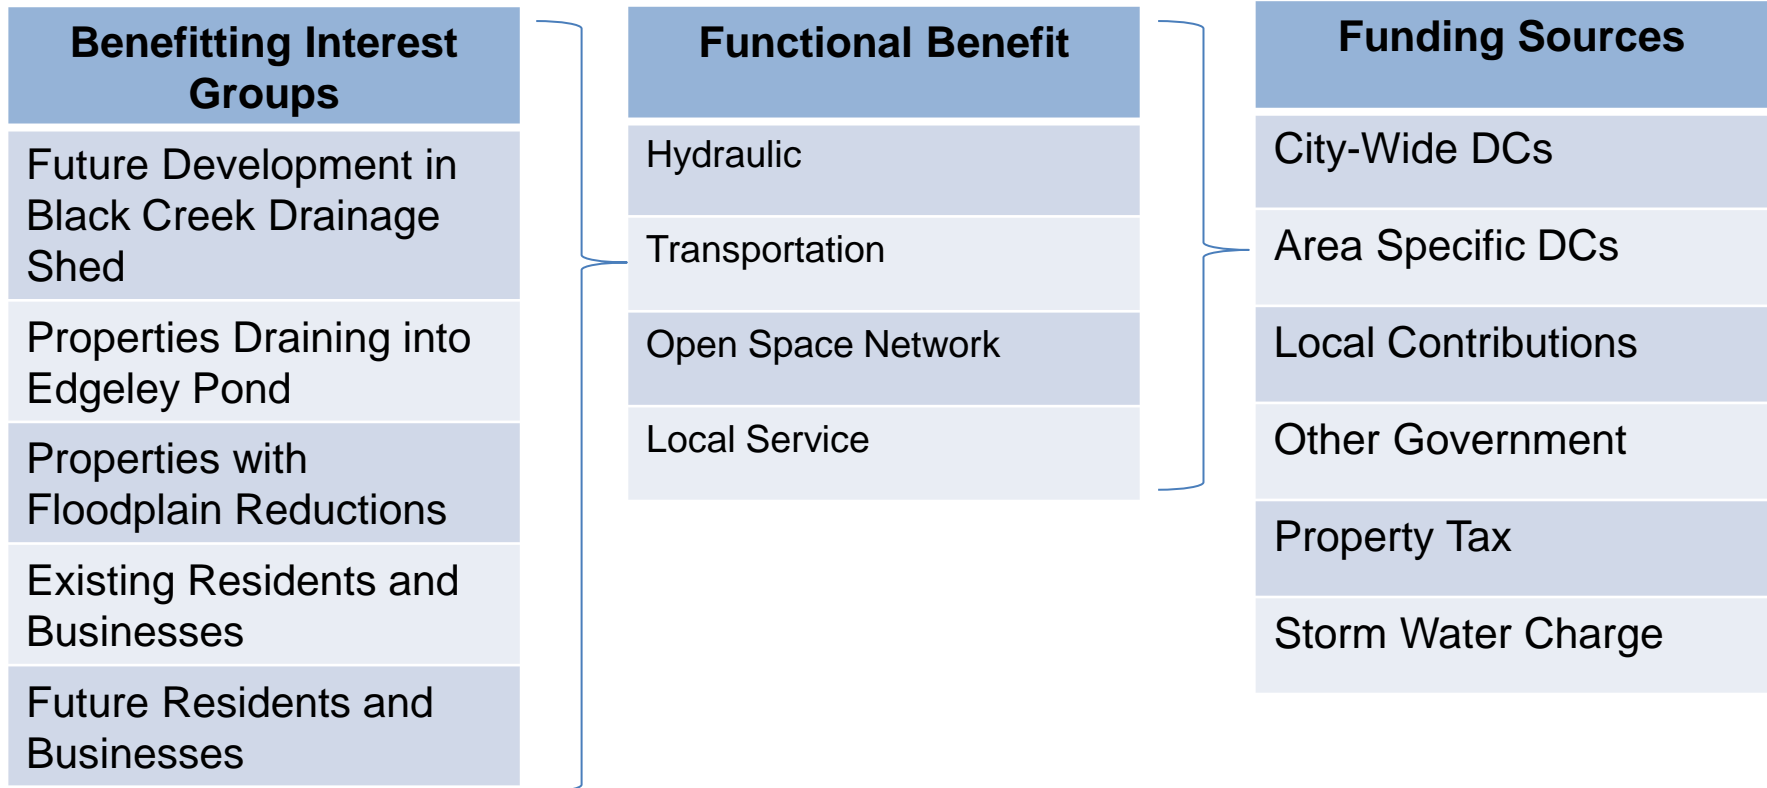 Benefitting Interest
Groups
Future Development in
Black Creek Drainage
Shed
Properties Draining into
Edgeley Pond
Properties with
Floodplain Reductions
Existing Residents and
Businesses
Future Residents and
Businesses
Functional Benefit
Hydraulic
Transportation
Open Space Network
Local Service
Funding Sources
City-Wide DCs
Area Specific DCs
Local Contributions
Other Government
Property Tax
Storm Water Charge